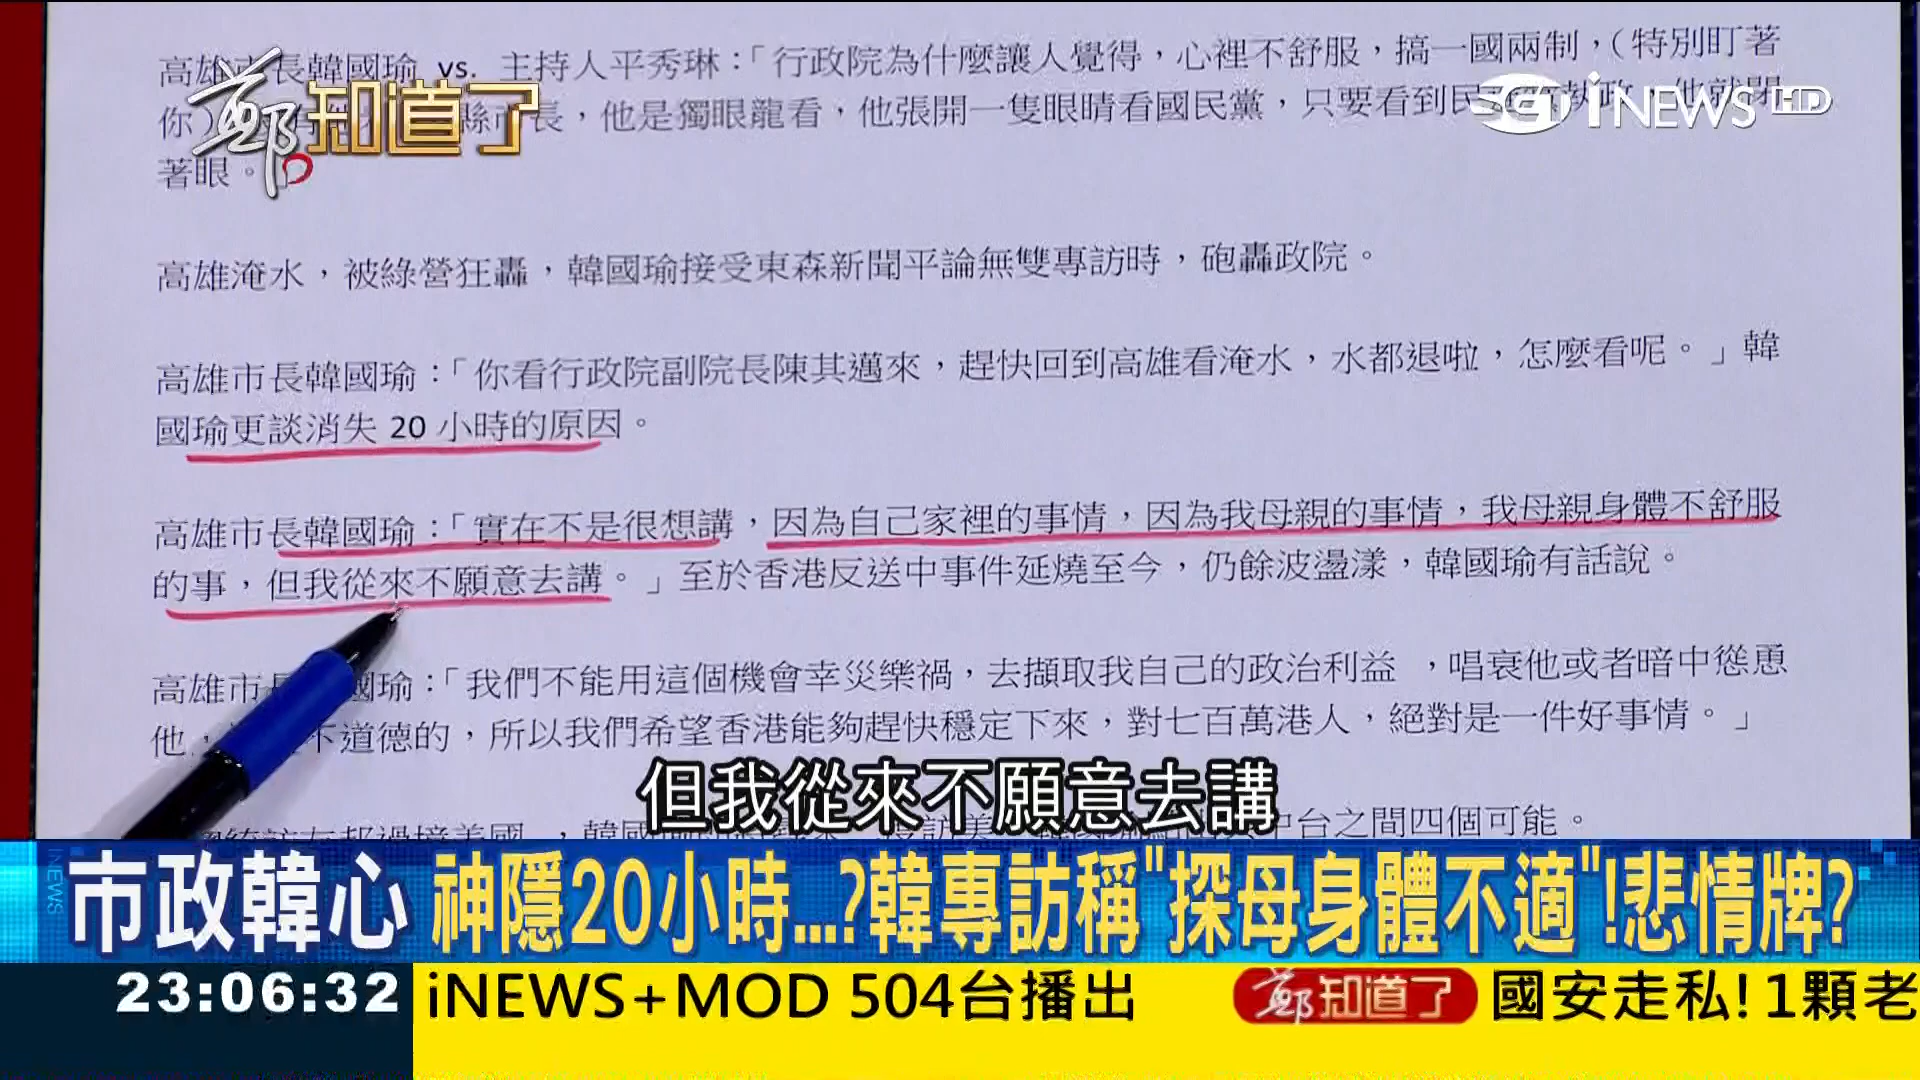 高雄市長韓國瑜 vs. 主持人平秀琳：「行政院為什麼讓人覺得，心裡不舒服，搞一國兩制，（特別盯著
你 縣市長，他是獨眼龍看，他張開一隻眼睛看國民黨，只要看到民 他就閉
著眼。
鄭知道了
iNEWS HD
高雄淹水，被綠營狂轟，韓國瑜接受東森新聞平論無雙專訪時，砲轟政院。
高雄市長韓國瑜：「你看行政院副院長陳其邁來，趕快回到高雄看淹水，水都退啦，怎麼看呢。」韓
國瑜更談消失 20 小時的原因。
高雄市長韓國瑜：「實在不是很想講，因為自己家裡的事情，因為我母親的事情，我母親身體不舒服
的事，但我從來不願意去講。」至於香港反送中事件延燒至今，仍餘波盪漾，韓國瑜有話說。
高雄市 國瑜：「我們不能用這個機會幸災樂禍，去擷取我自己的政治利益 ，唱衰他或者暗中慫恿
他， 不道德的，所以我們希望香港能夠趕快穩定下來，對七百萬港人，絕對是一件好事情。」
中台之間四個可能。
但我從來不願意去講
iNEWS
市政韓心 神隱20小時...?韓專訪稱"探母身體不適"!悲情牌?
23:06:32 iNEWS+MOD 504台播出 鄭知道了 國安走私!1顆老